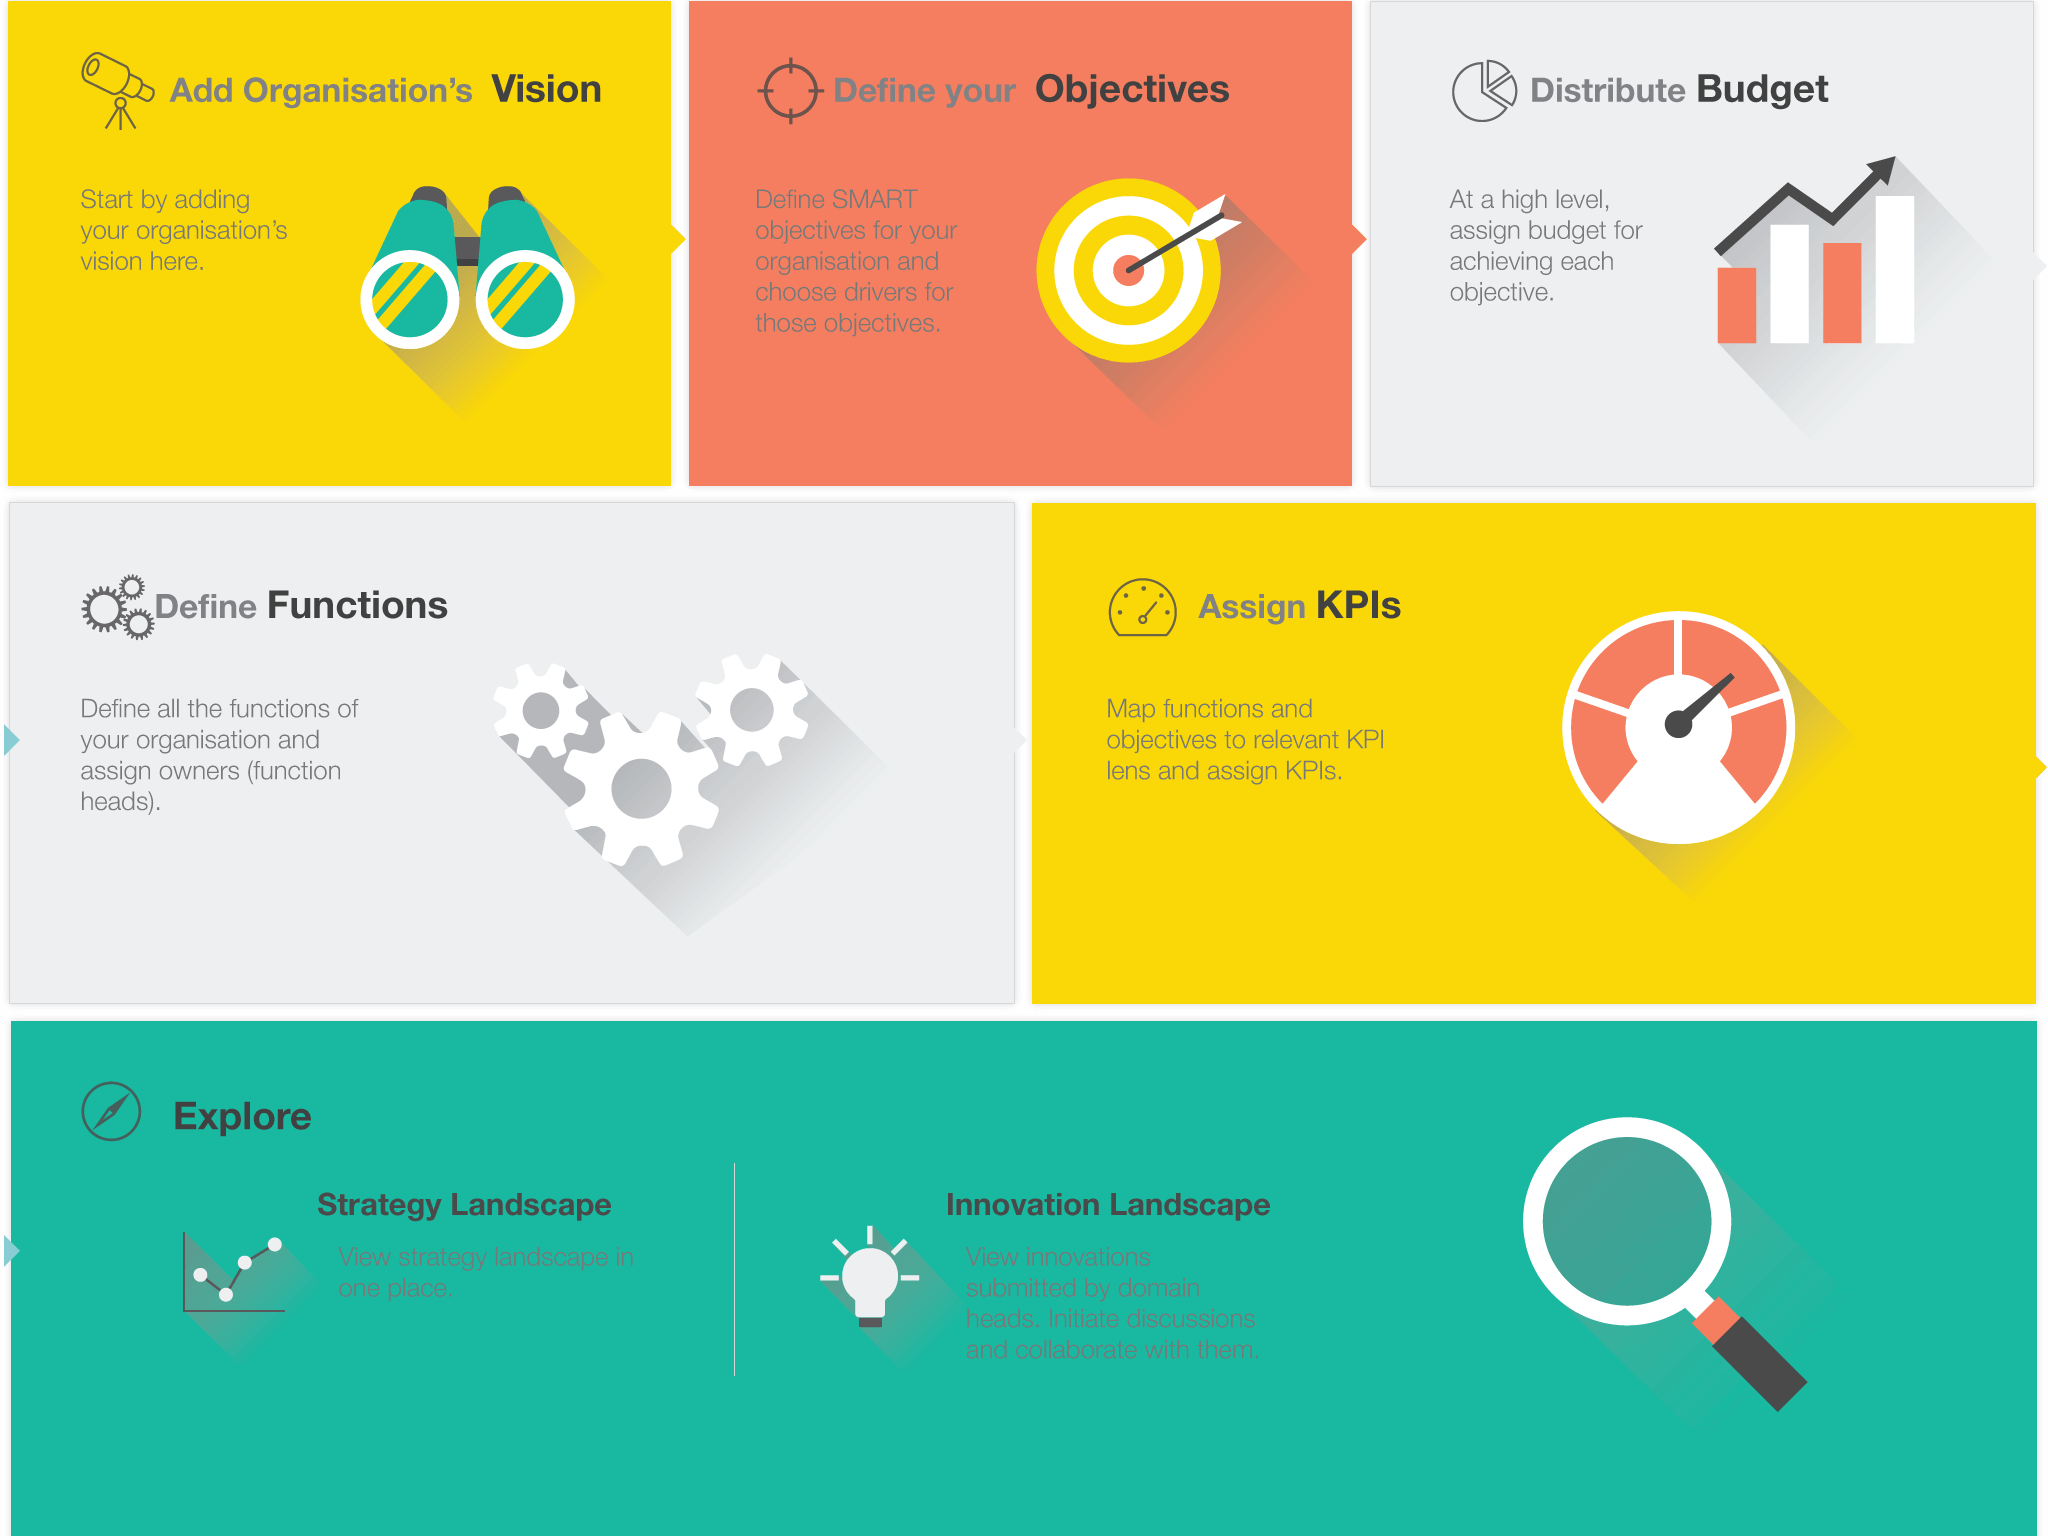 Add Organisation's Vision
Start by adding
your organisation's
vision here.
Define your Objectives
Define SMART
objectives for your
organisation and
choose drivers for
those objectives.
Distribute Budget
At a high level,
assign budget for
achieving each
objective.
Define Functions
Define all the functions of
your organisation and
assign owners (function
heads).
Assign KPIs
Map functions and
objectives to relevant KPI
lens and assign KPIs.
Explore
Strategy Landscape
View strategy landscape in
one place.
Innovation Landscape
View innovations
submitted by domain
heads. Initiate discussions
and collaborate with them.